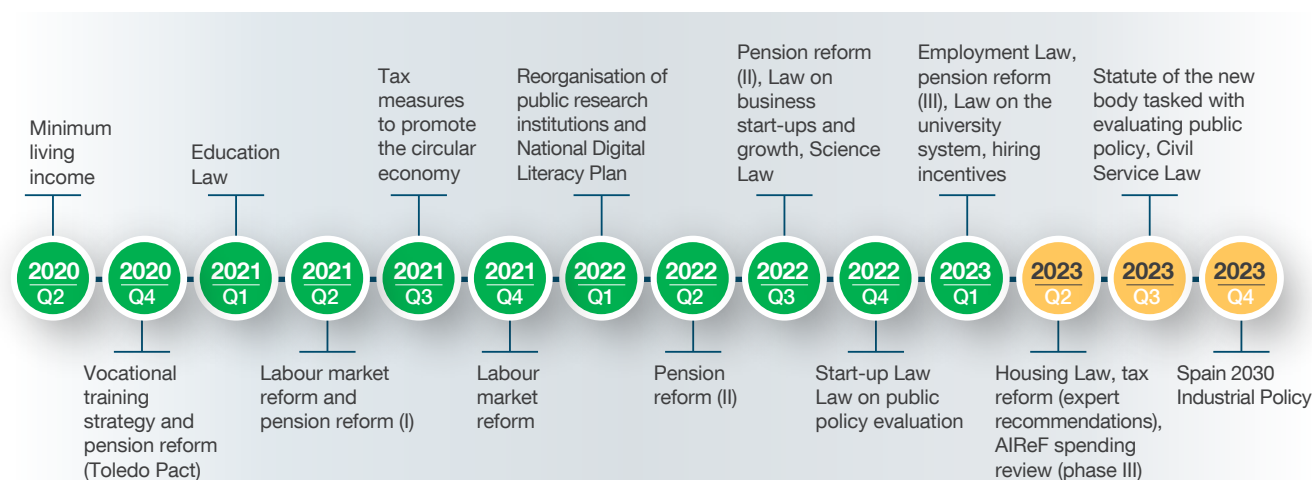 Minimum
living
income
Education
Law
Tax
measures
to promote
the circular
economy
Reorganisation of
public research
institutions and
National Digital
Literacy Plan
Pension reform
(II), Law on
business
start-ups and
growth, Science
Law
Employment Law,
pension reform
(III), Law on the
university
system, hiring
incentives
Statute of the new
body tasked with
evaluating public
policy, Civil
Service Law
2020
Q2
2020
Q4
2021
Q1
2021
Q2
2021
Q3
2021
Q4
2022
Q1
2022
Q2
2022
Q3
2022
Q4
2023
Q1
2023
Q2
2023
Q3
2023
Q4
Vocational
training
strategy and
pension reform
(Toledo Pact)
Labour market
reform and
pension reform (I)
Labour
market
reform
Pension
reform (II)
Start-up Law
Law on public
policy evaluation
Housing Law, tax
reform (expert
recommendations),
AIReF spending
review (phase III)
Spain 2030
Industrial Policy